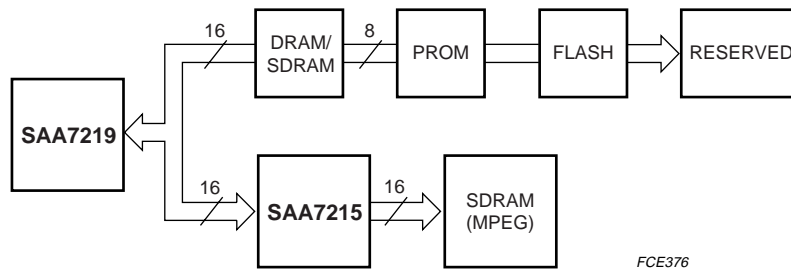 16
DRAM/
SDRAM
8
PROM
FLASH
RESERVED
SAA7219
16
SAA7215
16
SDRAM
(MPEG)
FCE376